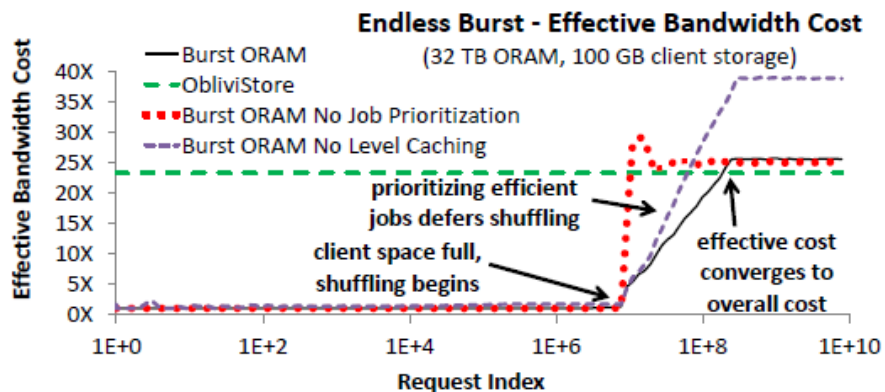 Endless Burst - Effective Bandwidth Cost
(32 TB ORAM, 100 GB client storage)
Burst ORAM
ObliviStore
Burst ORAM No Job Prioritization
Burst ORAM No Level Caching
Effective Bandwidth Cost
40X
35X
30X
25X
20X
15X
10X
5X
0X
prioritizing efficient
jobs defers shuffling
client space full,
shuffling begins
effective cost
converges to
overall cost
1E+0
1E+2
1E+4
1E+6
1E+8
1E+10
Request Index